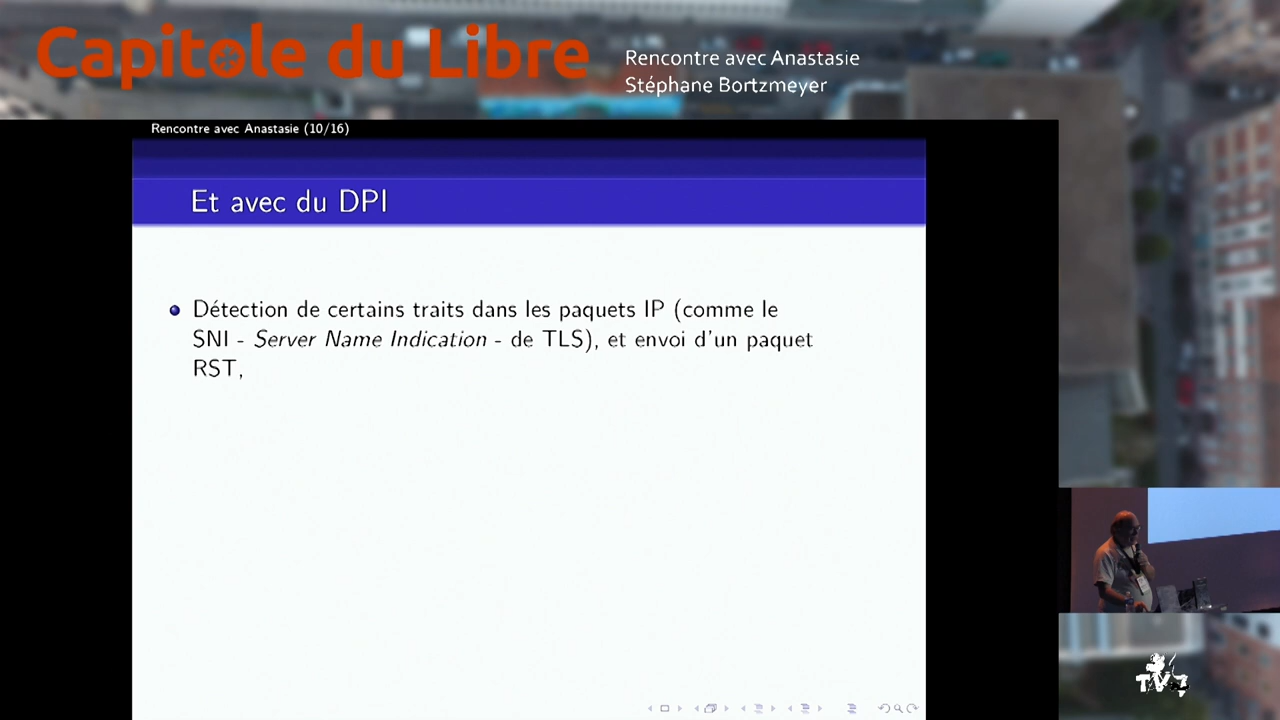 Capitole du Libre
Rencontre avec Anastasie
Stéphane Bortzmeyer
Rencontre avec Anastasie (10/16)
Et avec du DPI
Détection de certains traits dans les paquets IP (comme le
SNI - Server Name Indication - de TLS), et envoi d'un paquet
RST,
TV7